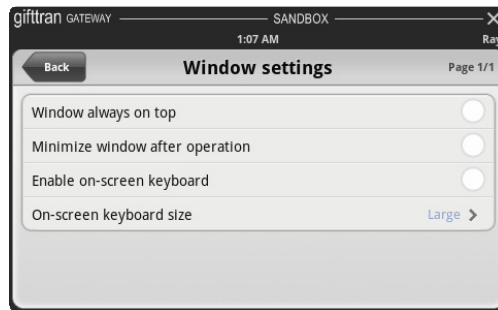 gifttran GATEWAY SANDBOX
1:07 AM Ray
Back Window settings Page 1/1
Window always on top
Minimize window after operation
Enable on-screen keyboard
On-screen keyboard size Large